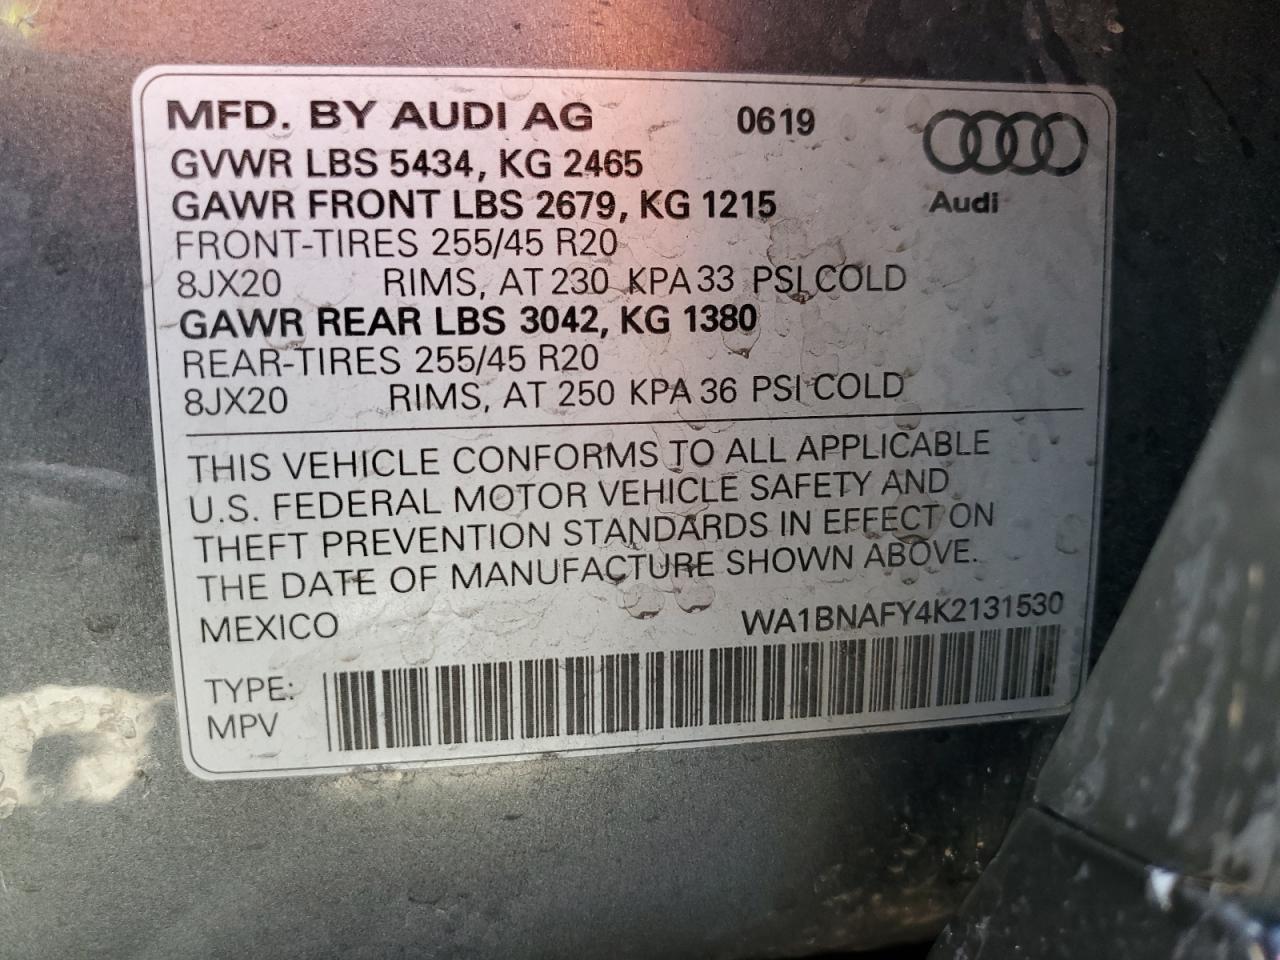 MFD. BY AUDI AG 0619
GVWR LBS 5434, KG 2465
GAWR FRONT LBS 2679, KG 1215
Audi
FRONT-TIRES 255/45 R20
8JX20 RIMS, AT 230 KPA 33 PSI COLD
GAWR REAR LBS 3042, KG 1380
REAR-TIRES 255/45 R20
8JX20 RIMS, AT 250 KPA 36 PSI COLD
THIS VEHICLE CONFORMS TO ALL APPLICABLE
U.S. FEDERAL MOTOR VEHICLE SAFETY AND
THEFT PREVENTION STANDARDS IN EFFECT ON
THE DATE OF MANUFACTURE SHOWN ABOVE.
MEXICO WA1BNAFY4K2131530
TYPE:
MPV